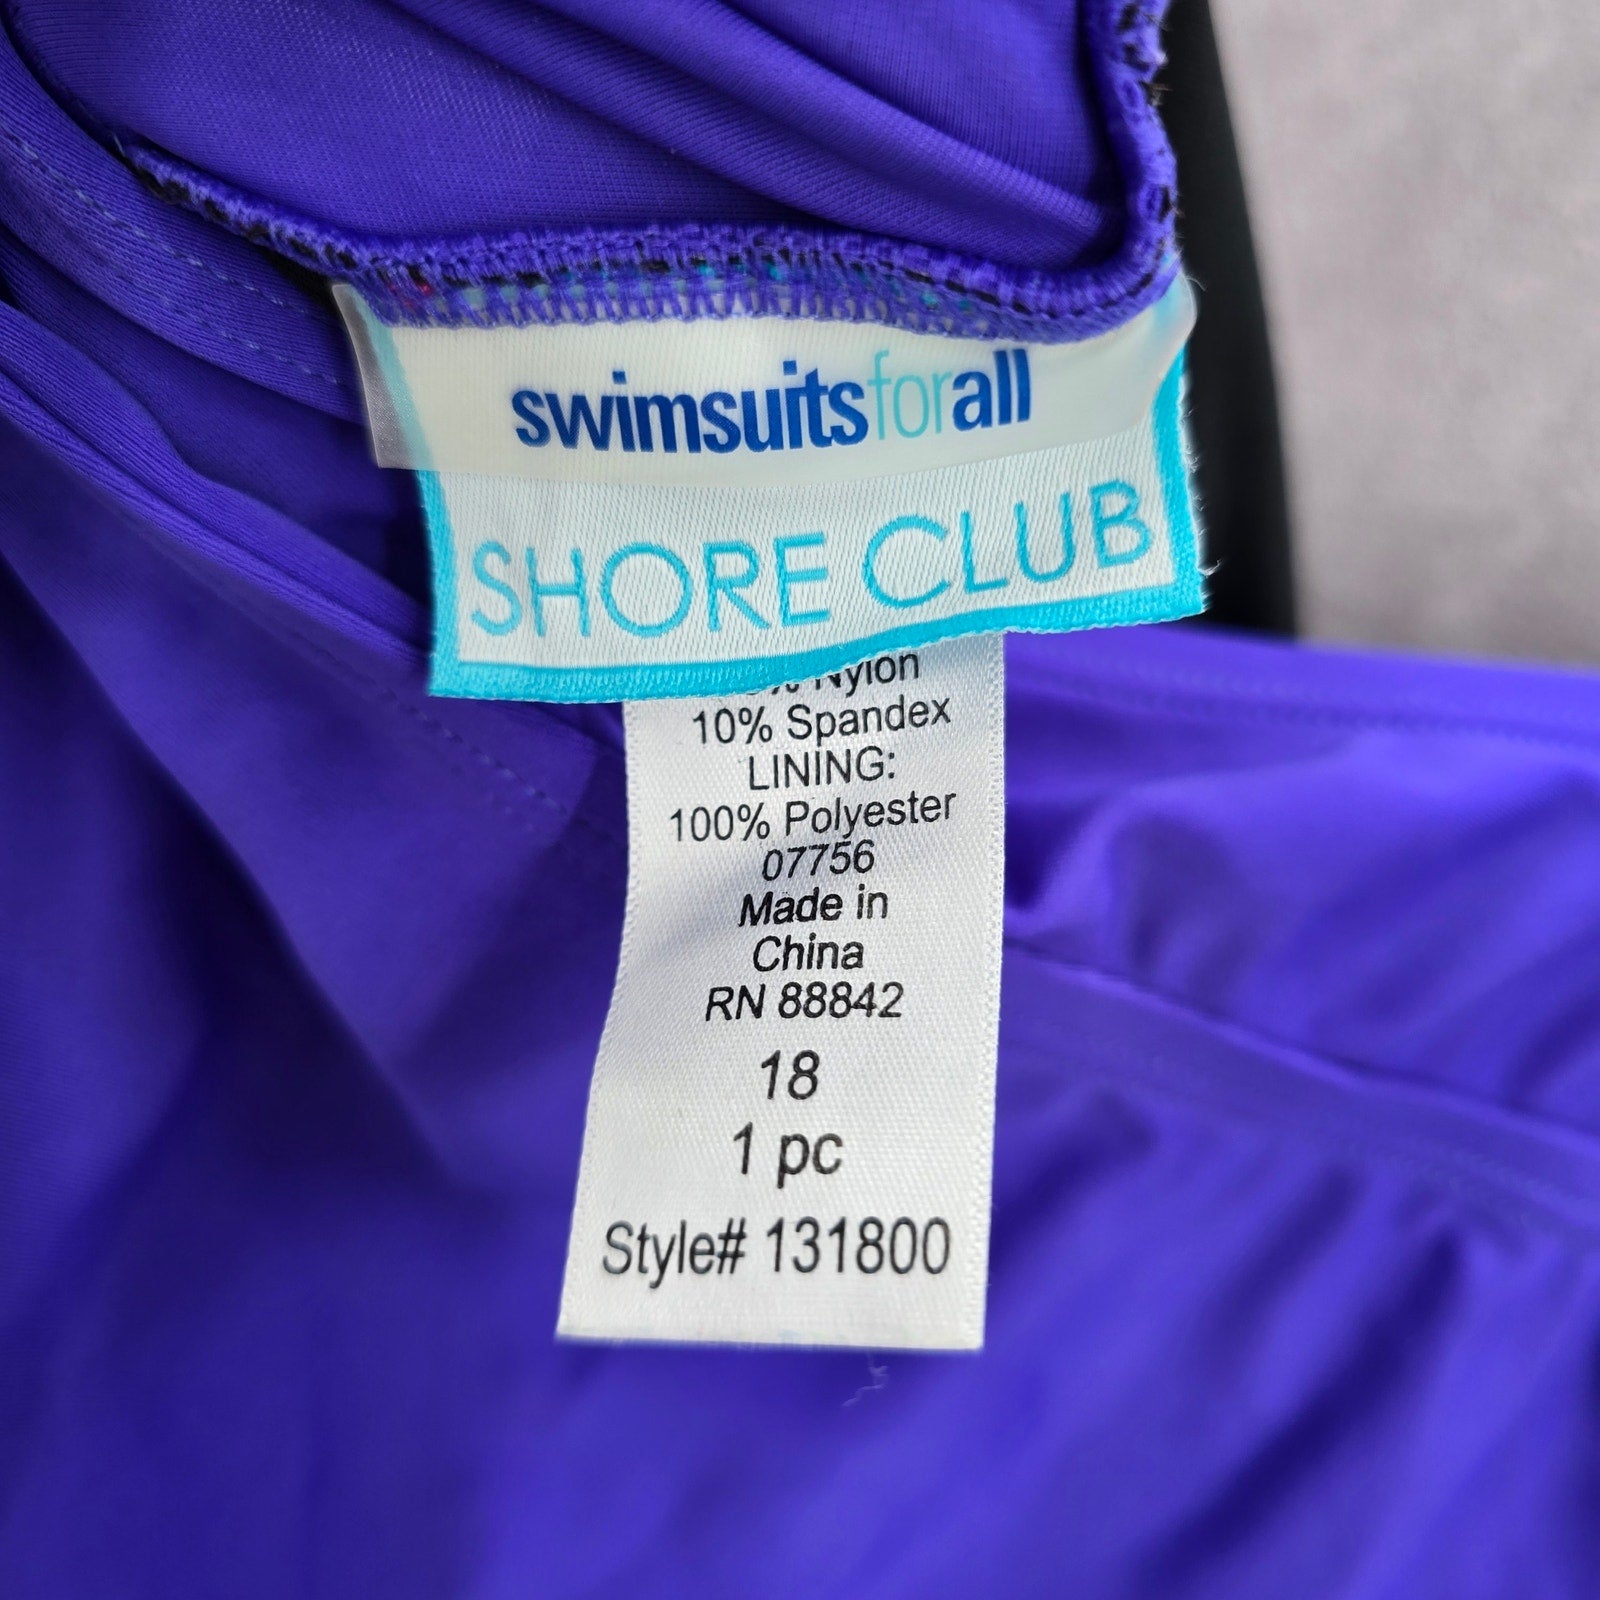 swimsuitsforall
SHORE CLUB
Nylon
10% Spandex
LINING:
100% Polyester
07756
Made in
China
RN 88842
18
1 pc
Style# 131800